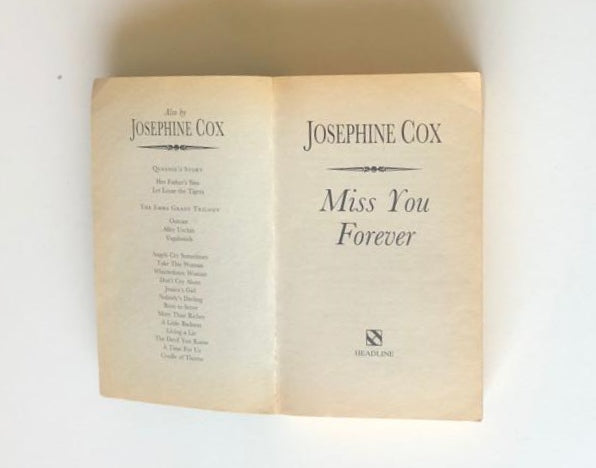 Also by
JOSEPHINE COX
QUEENIE'S STORY
Her Father's Sins
Let Loose the Tigers
THE EMMA GRADY TRILOGY
Outcast
Alley Urchin
Vagabonds
Angels Cry Sometimes
Take This Woman
Whistledown Woman
Don't Cry Alone
Jessica's Girl
Nobody's Darling
Born to Serve
More Than Riches
A Little Badness
Living a Lie
The Devil You Know
A Time For Us
Cradle of Thorns
JOSEPHINE COX
Miss You
Forever
HEADLINE